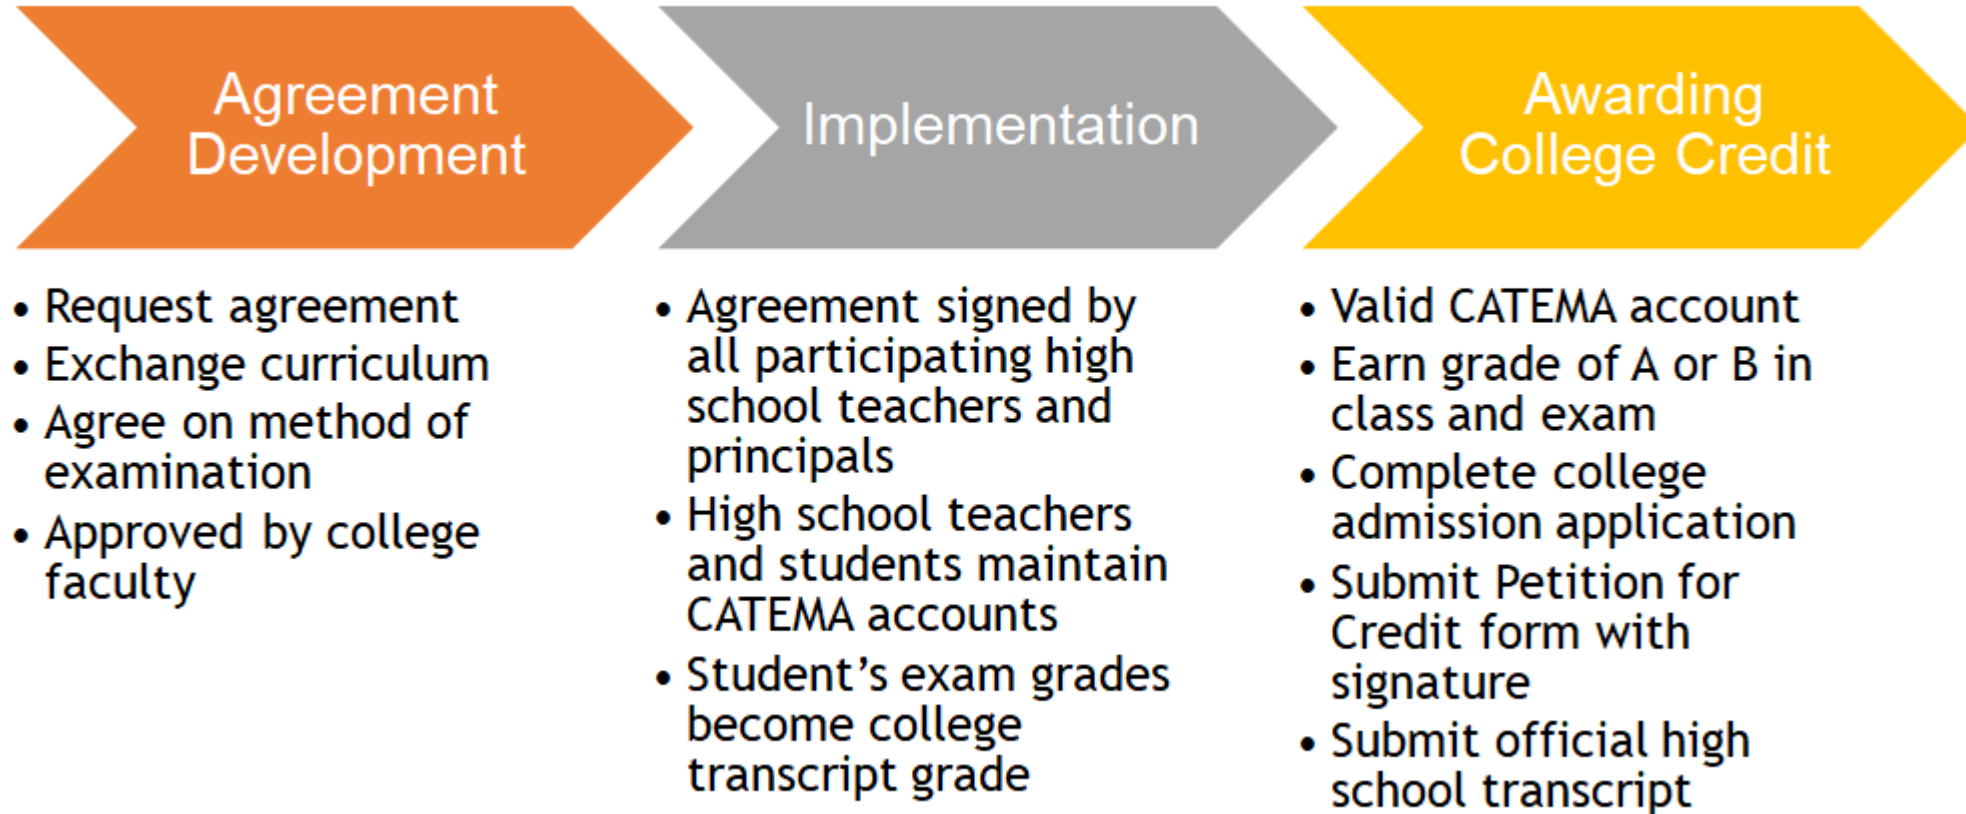 Agreement
Development
Implementation
Awarding
College Credit
• Request agreement
• Exchange curriculum
• Agree on method of
examination
• Approved by college
faculty
• Agreement signed by
all participating high
school teachers and
principals
• High school teachers
and students maintain
CATEMA accounts
• Student’s exam grades
become college
transcript grade
• Valid CATEMA account
• Earn grade of A or B in
class and exam
• Complete college
admission application
• Submit Petition for
Credit form with
signature
• Submit official high
school transcript